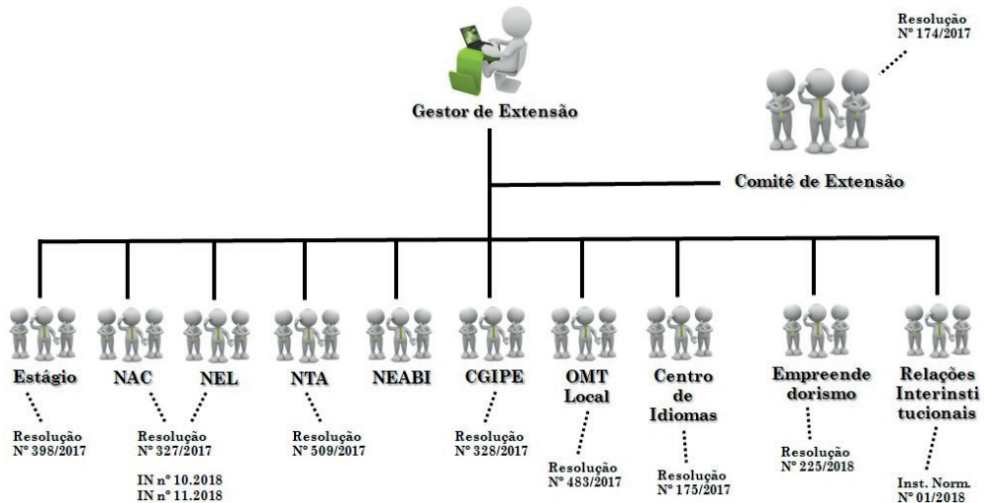 Resolução
Nº 174/2017
Gestor de Extensão
Comitê de Extensão
Estágio
NAC
NEL
NTA
NEABI
CGIPE
OMT
Local
Centro
de
Idiomas
Empreende
dorismo
Relações
Interinsti
tucionais
Resolução
Nº 398/2017
Resolução
Nº 327/2017
IN nº 10.2018
IN nº 11.2018
Resolução
Nº 509/2017
Resolução
Nº 328/2017
Resolução
Nº 483/2017
Resolução
Nº 175/2017
Resolução
Nº 225/2018
Inst. Norm.
Nº 01/2018